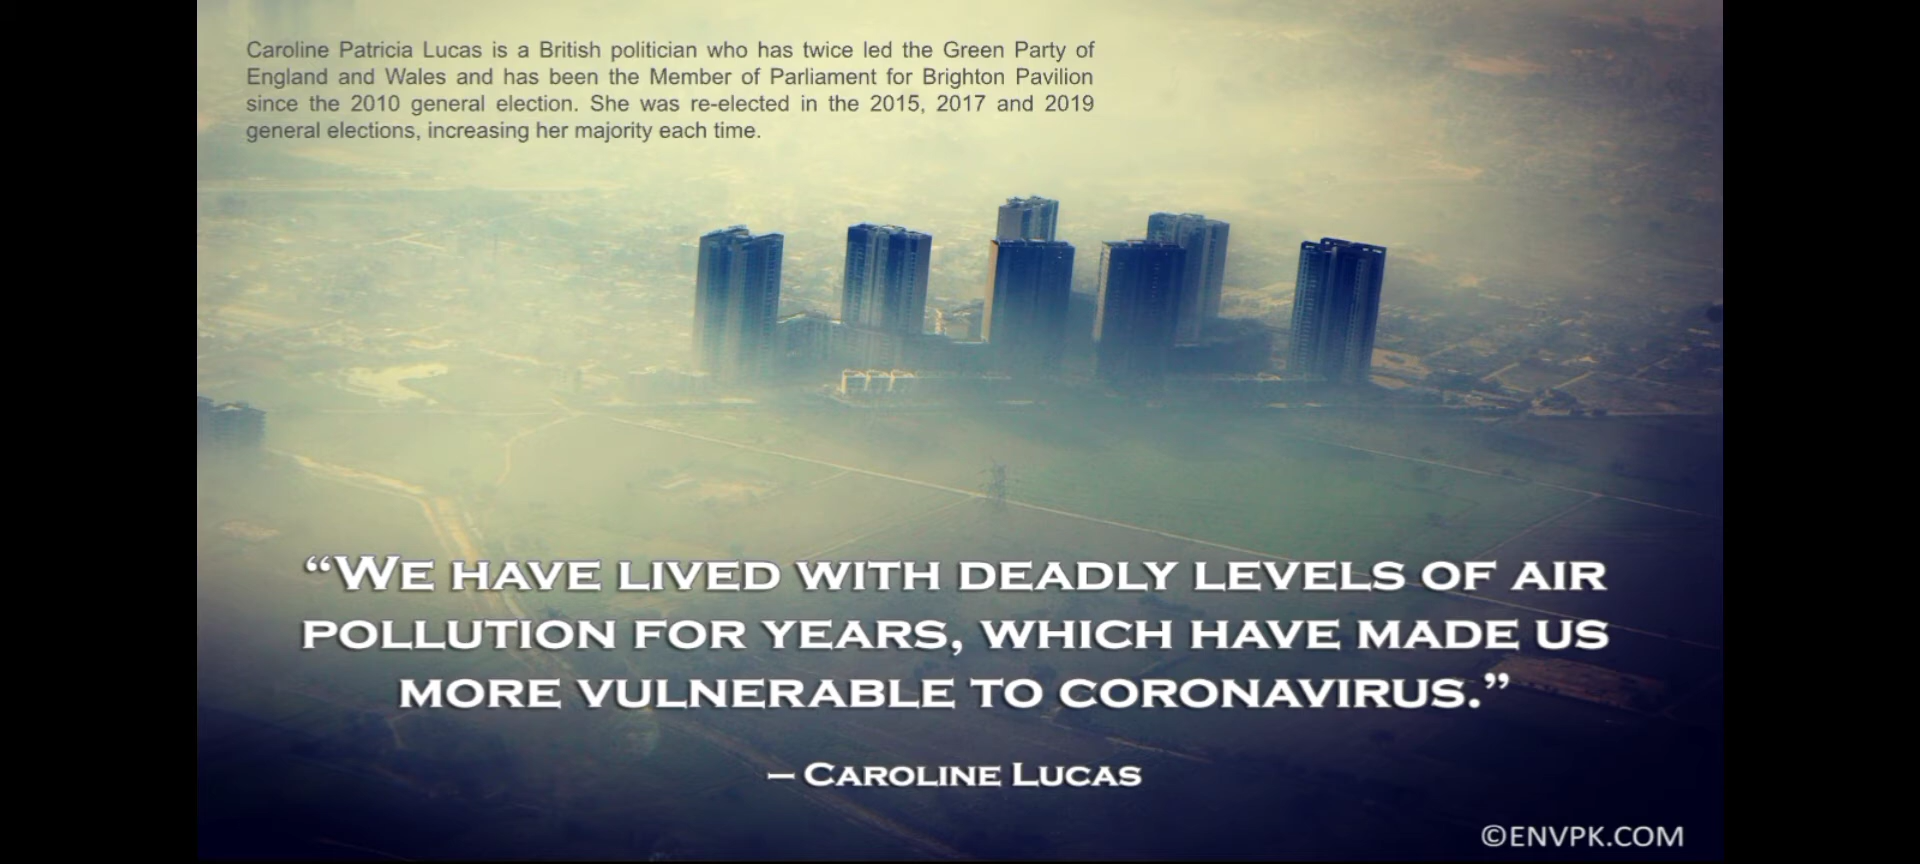 Caroline Patricia Lucas is a British politician who has twice led the Green Party of
England and Wales and has been the Member of Parliament for Brighton Pavilion
since the 2010 general election. She was re-elected in the 2015, 2017 and 2019
general elections, increasing her majority each time.
“We have lived with deadly levels of air
pollution for years, which have made us
more vulnerable to coronavirus.”
– Caroline Lucas
©ENVPK.COM